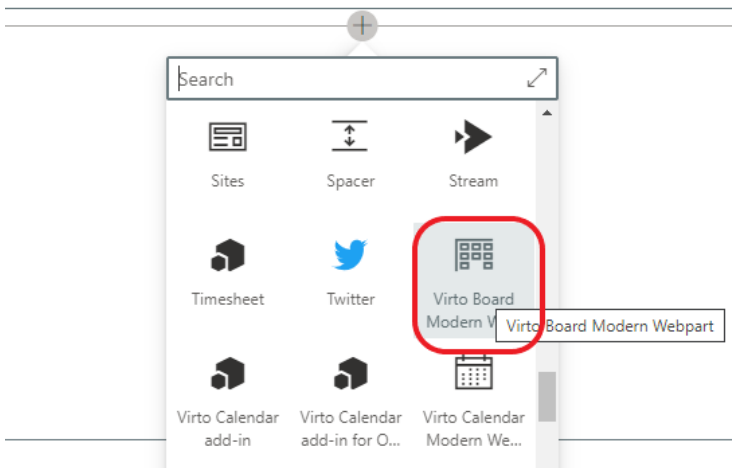 Search
Sites
Spacer
Stream
Timesheet
Twitter
Virto Board
Modern W
Virto Board Modern Webpart
Virto Calendar
add-in
Virto Calendar
add-in for O...
Virto Calendar
Modern We...